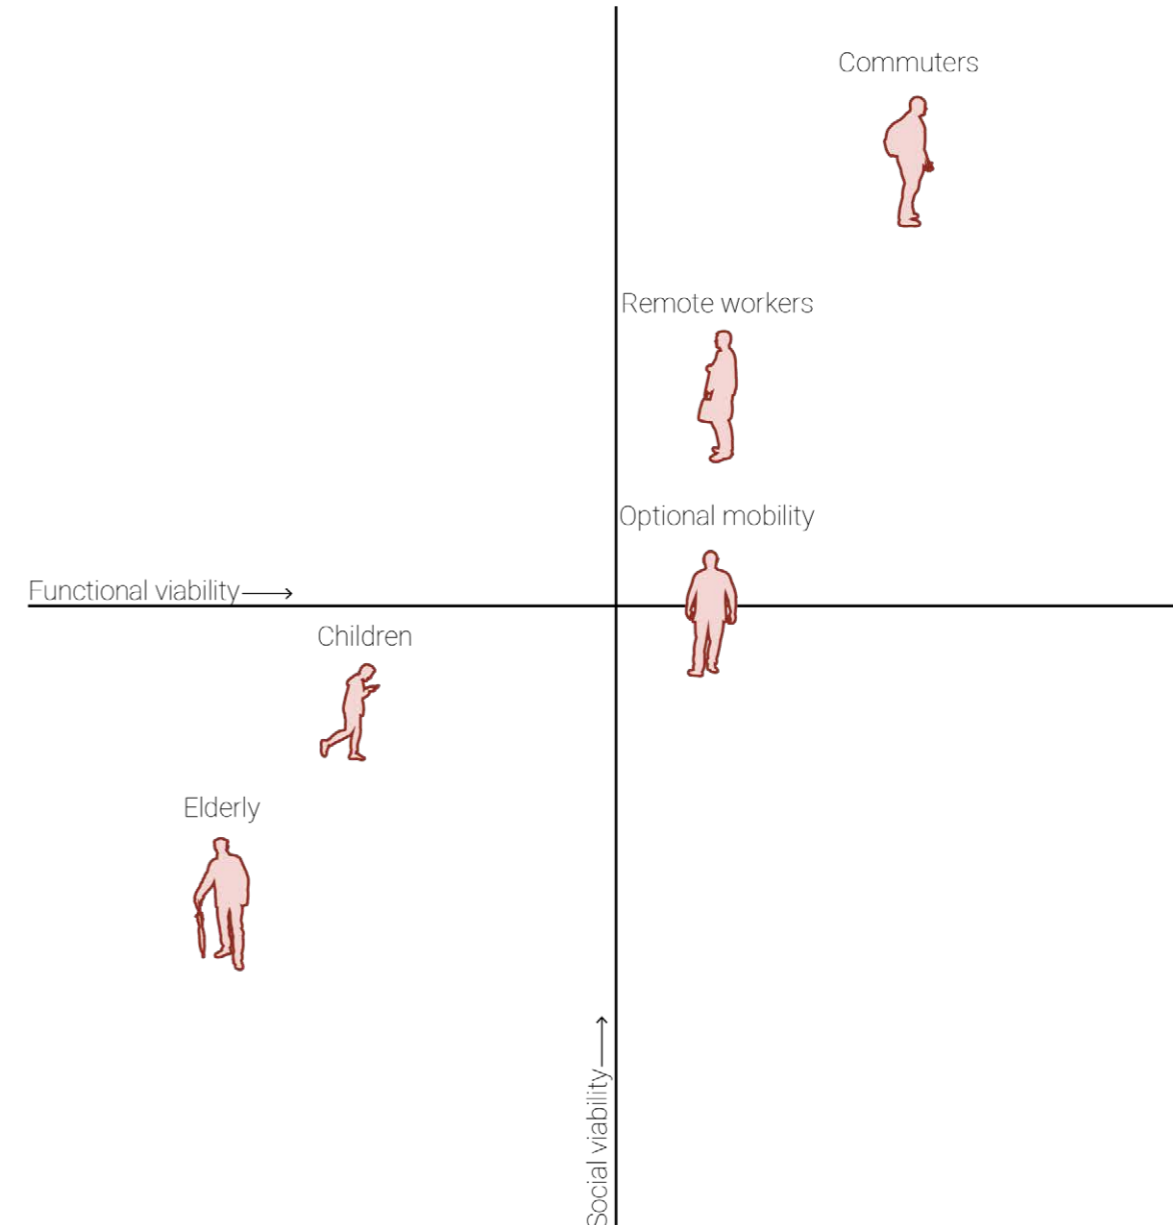 Commuters
Remote workers
Optional mobility
Functional viability
Children
Elderly
Social viability